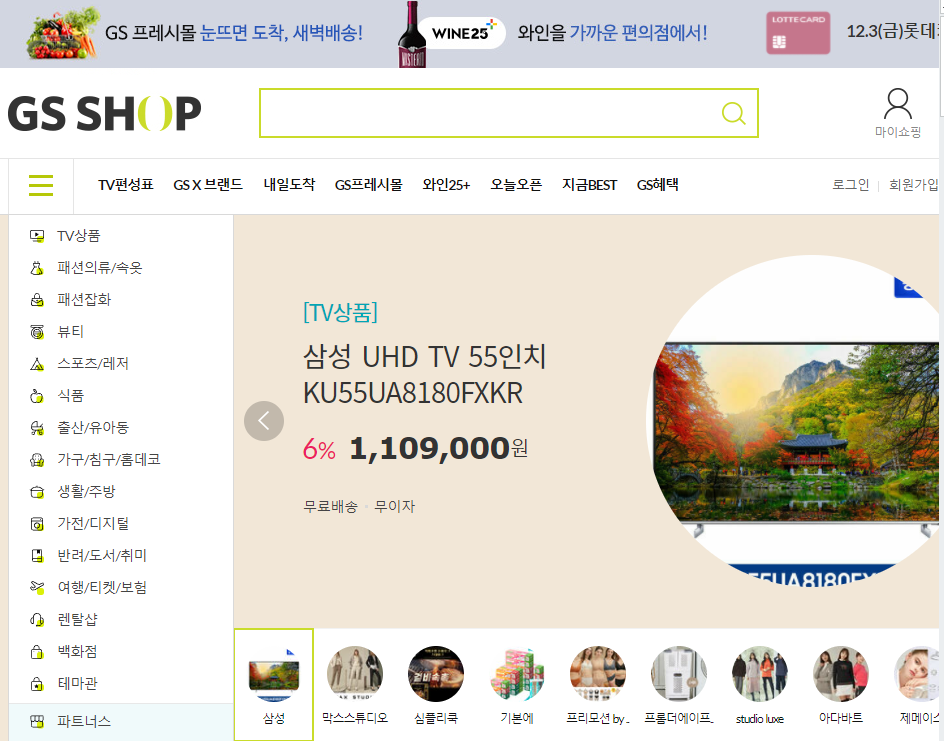 GS 프레시몰 눈뜨면 도착, 새벽배송!
WINE25
와인을 가까운 편의점에서!
LOTTE CARD
12.3(금)롯데
GS SHOP
마이쇼핑
TV편성표 GS X 브랜드 내일도착 GS프레시몰 와인25+ 오늘오픈 지금BEST GS혜택
로그인 회원가입
TV상품
패션의류/속옷
패션잡화
뷰티
스포츠/레저
식품
출산/유아동
가구/침구/홈데코
생활/주방
가전/디지털
반려/도서/취미
여행/티켓/보험
렌탈샵
백화점
테마관
파트너스
[TV상품]
삼성 UHD TV 55인치
KU55UA8180FXKR
6% 1,109,000원
무료배송 · 무이자
삼성
막스스튜디오
심플리쿡
기본에
프리모션 by..
프롬더에이프..
studio luxe
아다바트
제메이스